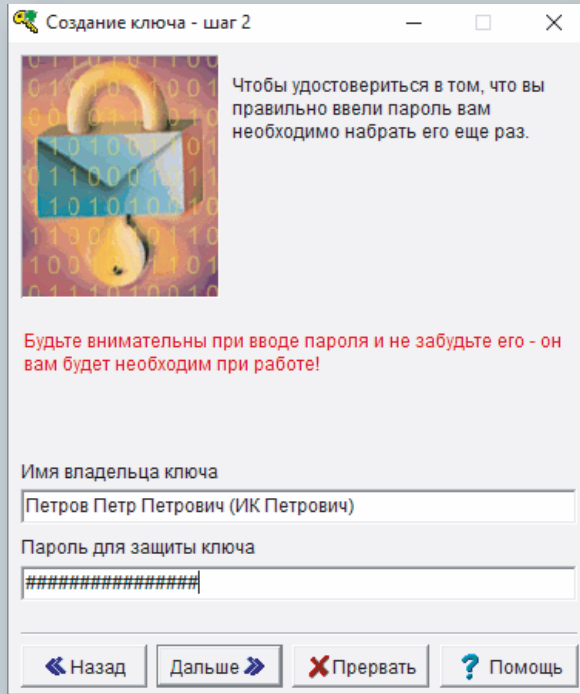 Создание ключа - шаг 2
Чтобы удостовериться в том, что вы
правильно ввели пароль вам
необходимо набрать его еще раз.
Будьте внимательны при вводе пароля и не забудьте его - он
вам будет необходим при работе!
Имя владельца ключа
Петров Петр Петрович (ИК Петрович)
Пароль для защиты ключа
################
Назад
Дальше
Прервать
Помощь